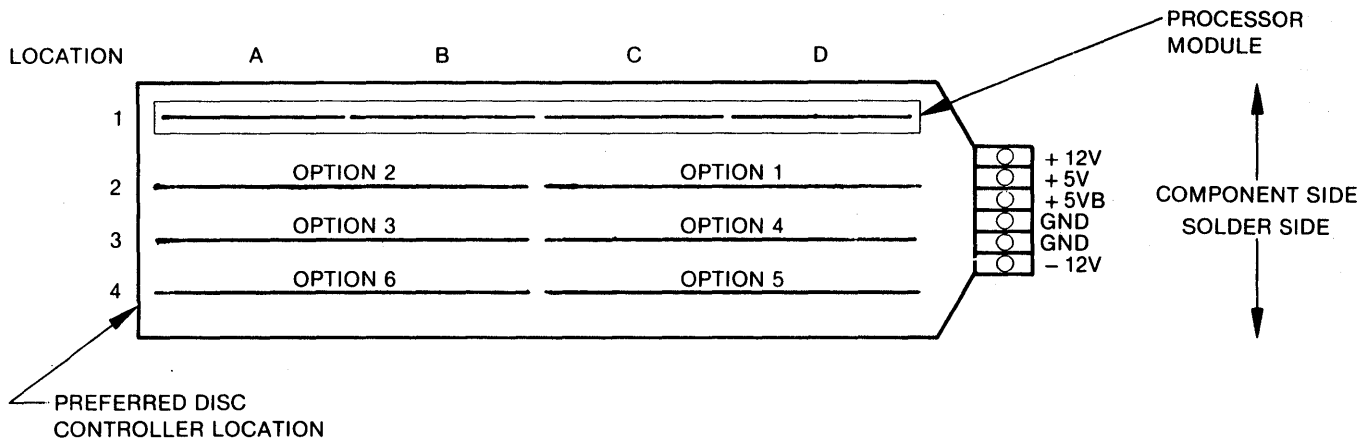 PROCESSOR
MODULE
LOCATION A B C D
1
+ 12V
OPTION 2 OPTION 1 + 5V
2
+ 5VB
COMPONENT SIDE
OPTION 3 OPTION 4 GND
SOLDER SIDE
3
GND
- 12V
OPTION 6 OPTION 5
4
PREFERRED DISC
CONTROLLER LOCATION